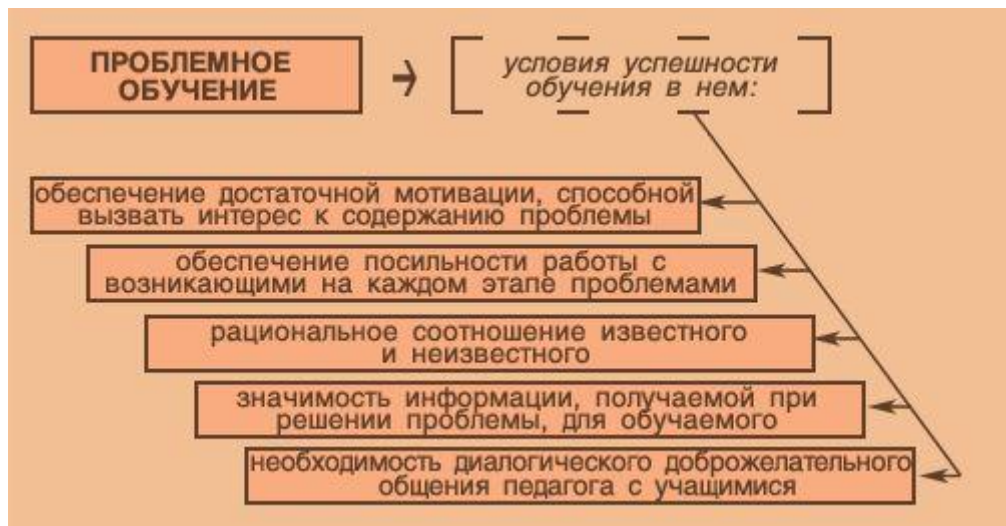 ПРОБЛЕМНОЕ
ОБУЧЕНИЕ
условия успешности
обучения в нем:
обеспечение достаточной мотивации, способной
вызвать интерес к содержанию проблемы
обеспечение посильности работы с
возникающими на каждом этапе проблемами
рациональное соотношение известного
и неизвестного
значимость информации, получаемой при
решении проблемы, для обучаемого
необходимость диалогического доброжелательного
общения педагога с учащимися